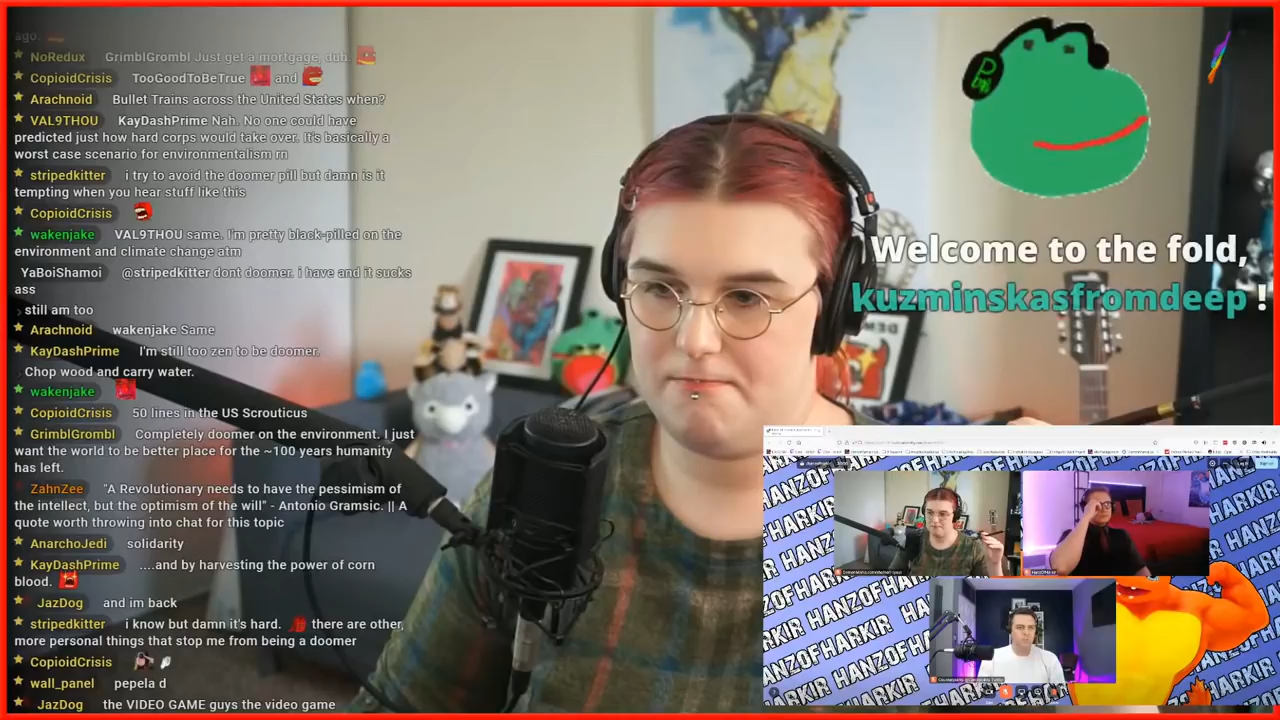 ago.
NoRedux GrimblGrombl Just get a mortgage, duh.
CopioidCrisis TooGoodToBeTrue and
Arachnoid Bullet Trains across the United States when?
VAL9THOU KayDashPrime Nah. No one could have
predicted just how hard corps would take over. It's basically a
worst case scenario for environmentalism rn
stripedkitter i try to avoid the doomer pill but damn is it
tempting when you hear stuff like this
CopioidCrisis
wakenjake VAL9THOU same. I'm pretty black-pilled on the
environment and climate change atm
YaBoiShamoi @stripedkitter dont doomer. i have and it sucks
ass
still am too
Arachnoid wakenjake Same
KayDashPrime I'm still too zen to be doomer.
Chop wood and carry water.
wakenjake
CopioidCrisis 50 lines in the US Scrouticus
GrimblGrombl Completely doomer on the environment. I just
want the world to be better place for the ~100 years humanity
has left.
ZahnZee "A Revolutionary needs to have the pessimism of
the intellect, but the optimism of the will" - Antonio Gramsic. || A
quote worth throwing into chat for this topic
AnarchoJedi solidarity
KayDashPrime ....and by harvesting the power of corn
blood.
JazDog and im back
stripedkitter i know but damn it's hard. there are other,
more personal things that stop me from being a doomer
CopioidCrisis
wall_panel pepela d
JazDog the VIDEO GAME guys the video game
Welcome to the fold,
kuzminskasfromdeep !
HANZOFHARKIR HANZOFHARKIR